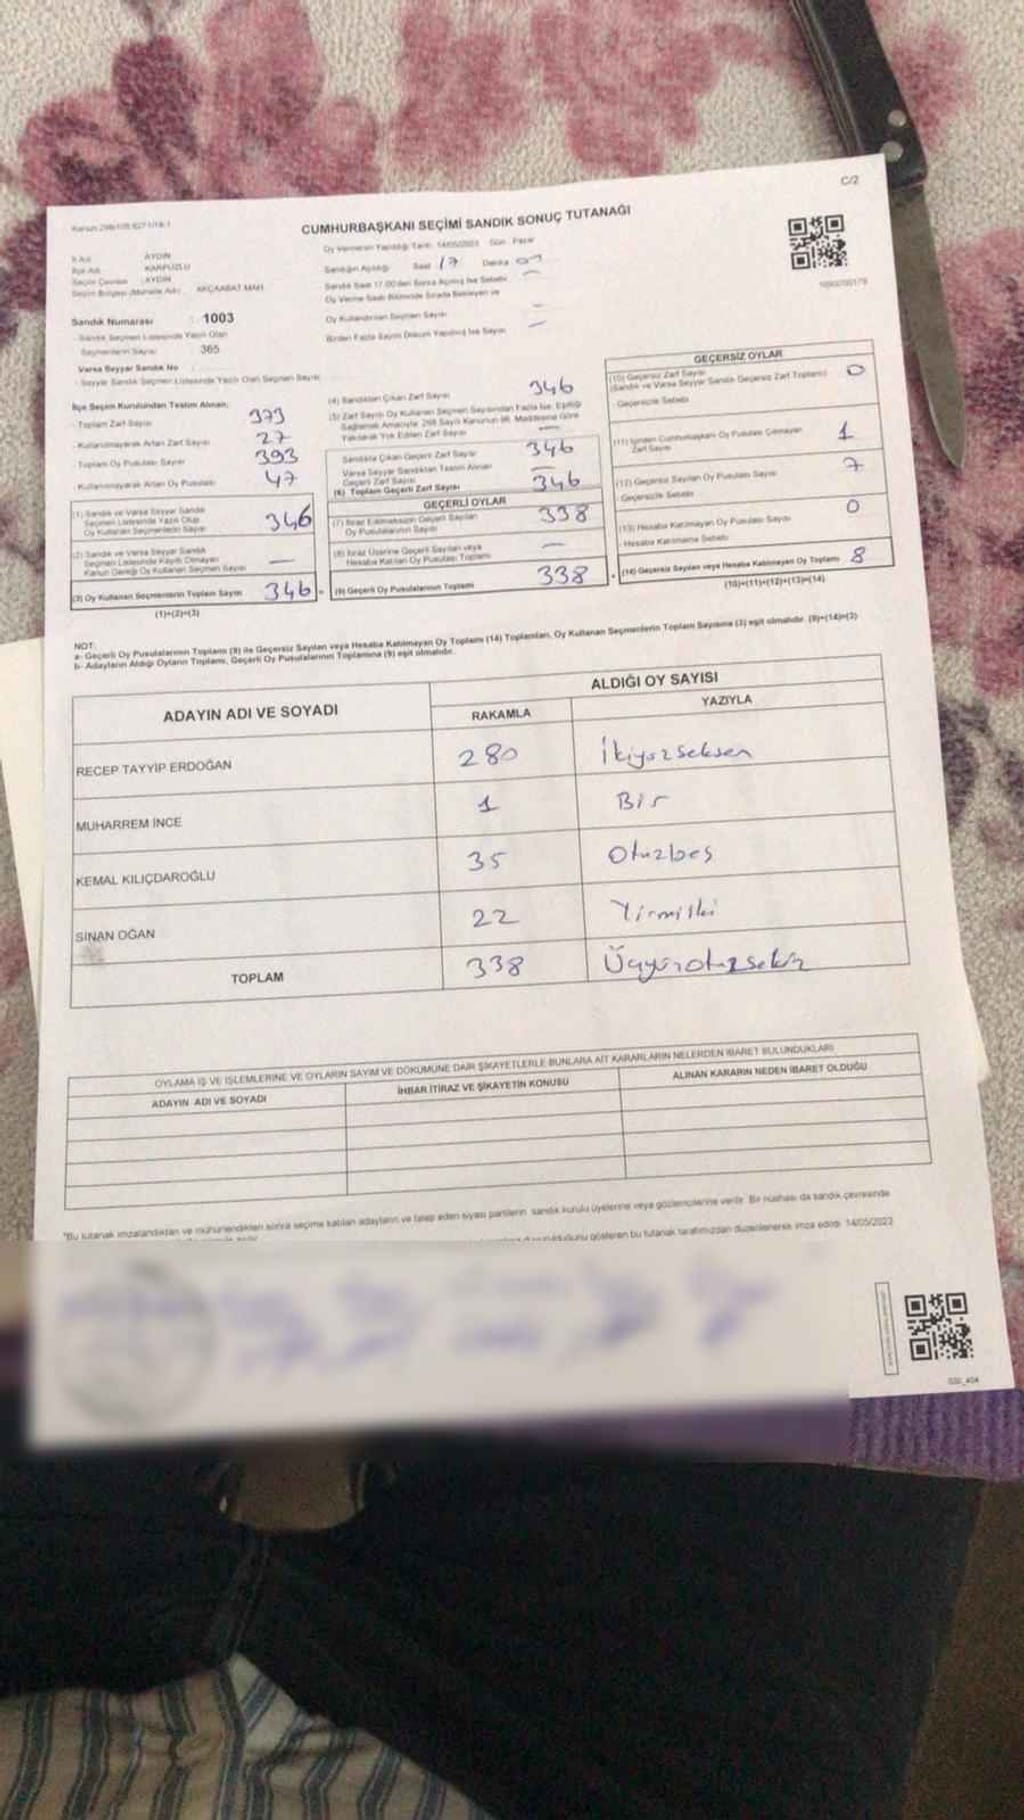 C/2
CUMHURBAŞKANI SEÇİMİ SANDIK SONUÇ TUTANAĞI
İl Adı AYDIN
İlçe Adı KARPUZLU
Seçim Çevresi AYDIN
Seçim Bölgesi (Muhtarlık Adı) AKÇAABAT MAH.
Oy Vermenin Yapıldığı Tarih: 14/05/2023 Gün: Pazar
Sandığın Açıldığı Saat 17 Dakika
Sandık Saat 17:00'den Sonra Açılmış İse Sebebi
Oy Verme Saati Bitiminde Sırada Bekleyen ve
Oy Kullandırılan Seçmen Sayısı —
Birden Fazla Sayım Döküm Yapılmış İse Sayısı —
Sandık Numarası : 1003
- Sandık Seçmen Listesinde Yazılı Olan
Seçmenlerin Sayısı 365
Varsa Seyyar Sandık No
- Seyyar Sandık Seçmen Listesinde Yazılı Olan Seçmen Sayısı
İlçe Seçim Kurulundan Teslim Alınan;
- Toplam Zarf Sayısı 373
- Kullanılmayarak Artan Zarf Sayısı 27
- Toplam Oy Pusulası Sayısı 393
- Kullanılmayarak Artan Oy Pusulası 47
(1) Sandık ve Varsa Seyyar Sandık
Seçmen Listesinde Yazılı Olup
Oy Kullanan Seçmenlerin Sayısı 346
(2) Sandık ve Varsa Seyyar Sandık
Seçmen Listesinde Kayıtlı Olmayan
Kanun Gereği Oy Kullanan Seçmen Sayısı —
(3) Oy Kullanan Seçmenlerin Toplam Sayısı 346
(1)+(2)=(3)
(4) Sandıktan Çıkan Zarf Sayısı 346
(5) Zarf Sayısı Oy Kullanan Seçmen Sayısından Fazla İse, Eşitliği
Sağlamak Amacıyla 298 Sayılı Kanunun 98. Maddesine Göre
Yakılarak Yok Edilen Zarf Sayısı —
Sandıkta Çıkan Geçerli Zarf Sayısı 346
Varsa Seyyar Sandıktan Teslim Alınan
Geçerli Zarf Sayısı —
(6) Toplam Geçerli Zarf Sayısı 346
GEÇERLİ OYLAR
(7) İtiraz Edilmeksizin Geçerli Sayılan
Oy Pusulalarının Sayısı 338
(8) İtiraz Üzerine Geçerli Sayılan veya
Hesaba Katılan Oy Pusulası Toplamı —
(9) Geçerli Oy Pusulalarının Toplamı 338
GEÇERSİZ OYLAR
(10) Geçersiz Zarf Sayısı
(Sandık ve Varsa Seyyar Sandık Geçersiz Zarf Toplamı) 0
- Geçersizlik Sebebi
(11) İçinden Cumhurbaşkanı Oy Pusulası Çıkmayan
Zarf Sayısı 1
(12) Geçersiz Sayılan Oy Pusulası Sayısı 7
- Geçersizlik Sebebi
(13) Hesaba Katılmayan Oy Pusulası Sayısı 0
- Hesaba Katılmama Sebebi
(14) Geçersiz Sayılan veya Hesaba Katılmayan Oy Toplamı 8
(10)+(11)+(12)+(13)=(14)
NOT:
a- Geçerli Oy Pusulalarının Toplamı (9) ile Geçersiz Sayılan veya Hesaba Katılmayan Oy Toplamı (14) Toplamları, Oy Kullanan Seçmenlerin Toplam Sayısına (3) eşit olmalıdır. (9)+(14)=(3)
b- Adayların Aldığı Oyların Toplamı, Geçerli Oy Pusulalarının Toplamına (9) eşit olmalıdır.
ADAYIN ADI VE SOYADI
ALDIĞI OY SAYISI
RAKAMLA YAZIYLA
RECEP TAYYİP ERDOĞAN 280 İkiyüzseksen
MUHARREM İNCE 1 Bir
KEMAL KILIÇDAROĞLU 35 Otuzbeş
SİNAN OĞAN 22 Yirmiiki
TOPLAM 338 Üçyüzotuzsekiz
OYLAMA İŞ VE İŞLEMLERİNE VE OYLARIN SAYIM VE DÖKÜMÜNE DAİR ŞİKAYETLERLE BUNLARA AİT KARARLARIN NELERDEN İBARET BULUNDUKLARI
ADAYIN ADI VE SOYADI İHBAR İTİRAZ VE ŞİKAYETİN KONUSU ALINAN KARARIN NEDEN İBARET OLDUĞU
"Bu tutanak imzalandıktan ve mühürlendikten sonra seçime katılan adayların ve talep eden siyasi partilerin sandık kurulu üyelerine veya gözlemcilerine verilir. Bir nüshası da sandık çevresinde
gösteren bu tutanak tarafımızdan düzenlenerek imza edildi. 14/05/2023